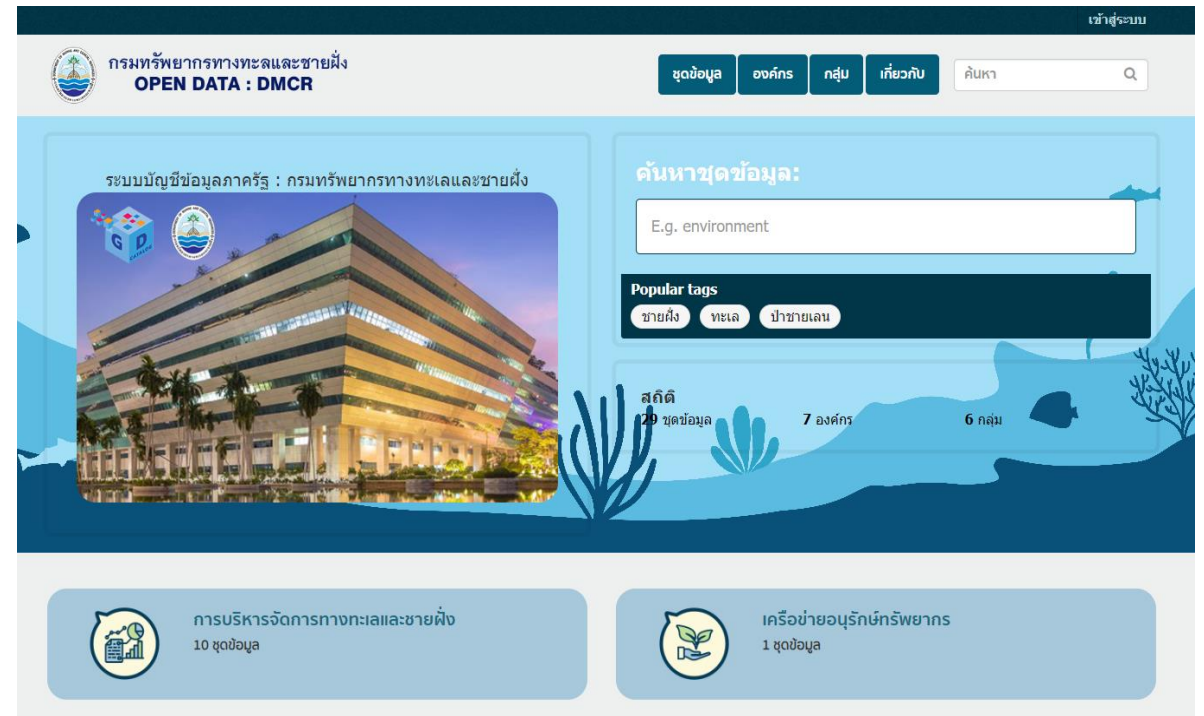 เข้าสู่ระบบ
กรมทรัพยากรทางทะลและชายฝั่ง
OPEN DATA : DMCR
ชุดข้อมูล องค์กร กลุ่ม เกี่ยวกับ ค้นหา
ระบบบัญชีข้อมูลภาครัฐ : กรมทรัพยากรทางทะเลและชายฝั่ง
G D
CATALOG
ค้นหาชุดข้อมูล:
E.g. environment
Popular tags
ชายฝั่ง ทะเล ป่าชายเลน
สถิติ
29 ชุดข้อมูล 7 องค์กร 6 กลุ่ม
การบริหารจัดการทางทะเลและชายฝั่ง
10 ชุดข้อมูล
เครือข่ายอนุรักษ์ทรัพยากร
1 ชุดข้อมูล